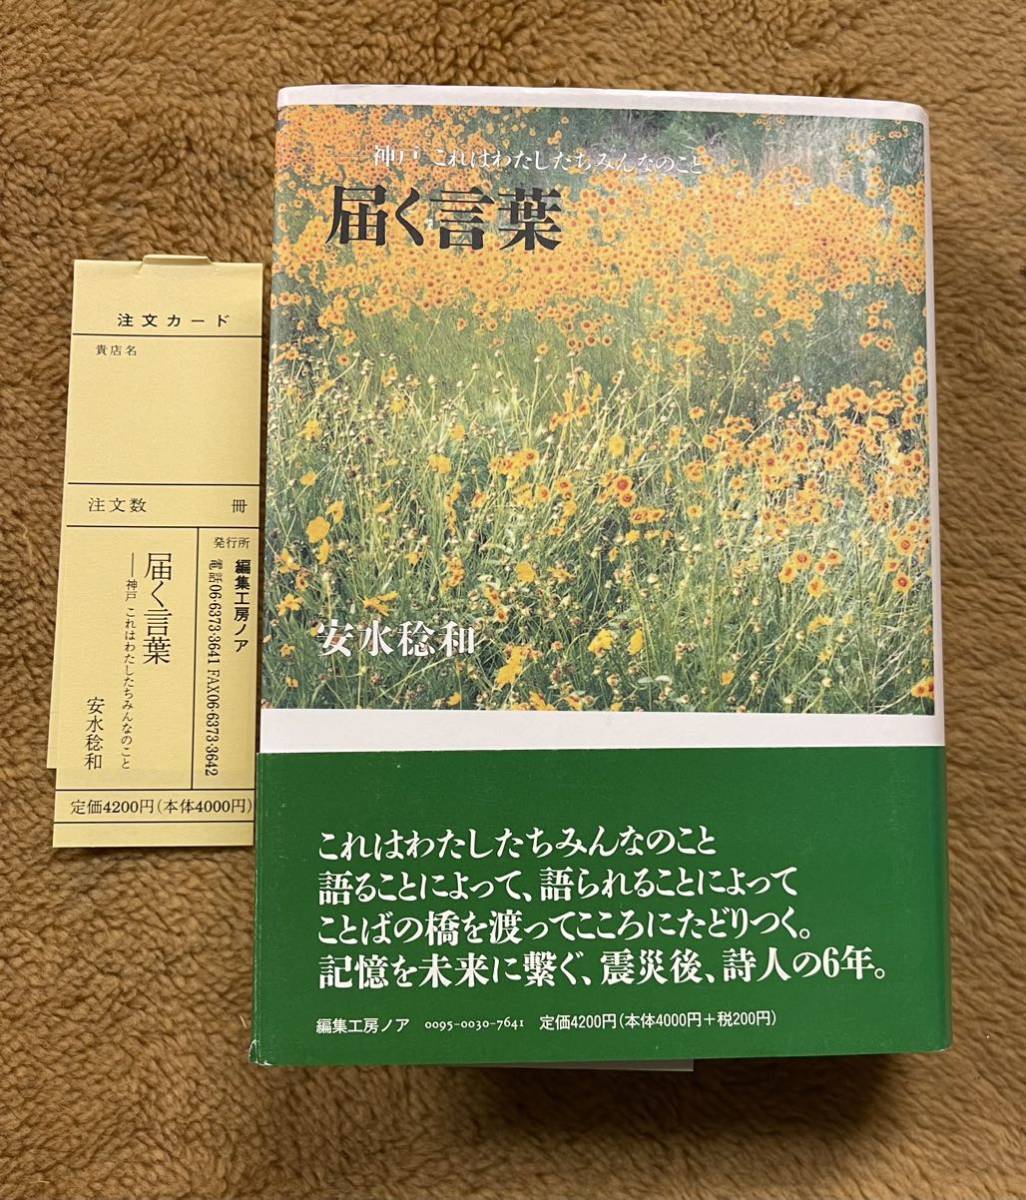 注文カード
貴店名
注文数 冊
発行所
編集工房ノア
電話06・6373・3641 FAX06・6373・3642
届く言葉
──神戸 これはわたしたちみんなのこと
安水稔和
定価4200円(本体4000円)
──神戸 これはわたしたちみんなのこと
届く言葉
安水稔和
これはわたしたちみんなのこと
語ることによって、語られることによって
ことばの橋を渡ってこころにたどりつく。
記憶を未来に繫ぐ、震災後、詩人の6年。
編集工房ノア 0095-0030-7641 定価4200円(本体4000円+税200円)